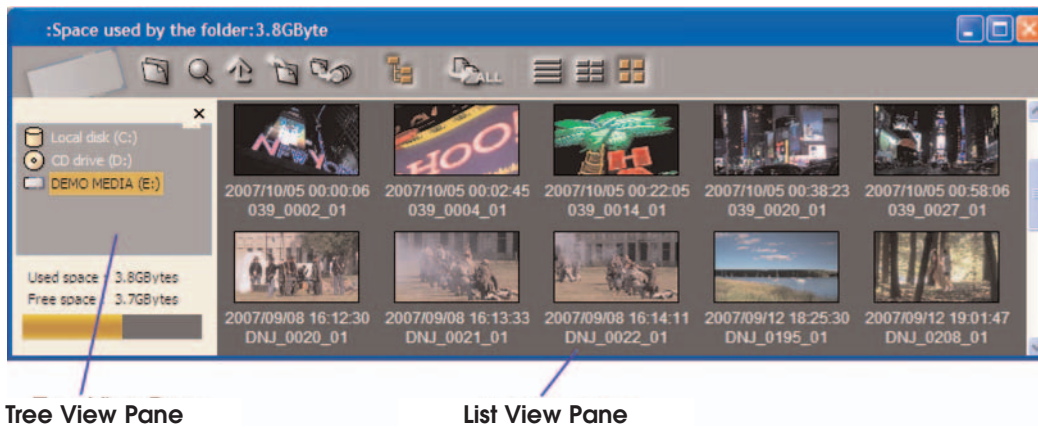 :Space used by the folder:3.8GByte
ALL
Local disk (C:)
CD drive (D:)
DEMO MEDIA (E:)
Used space : 3.8GBytes
Free space : 3.7GBytes
NEW YO
HOO!
2007/10/05 00:00:06
039_0002_01
2007/10/05 00:02:45
039_0004_01
2007/10/05 00:22:05
039_0014_01
2007/10/05 00:38:23
039_0020_01
2007/10/05 00:58:06
039_0027_01
2007/09/08 16:12:30
DNJ_0020_01
2007/09/08 16:13:33
DNJ_0021_01
2007/09/08 16:14:11
DNJ_0022_01
2007/09/12 18:25:30
DNJ_0195_01
2007/09/12 19:01:47
DNJ_0208_01
Tree View Pane
List View Pane